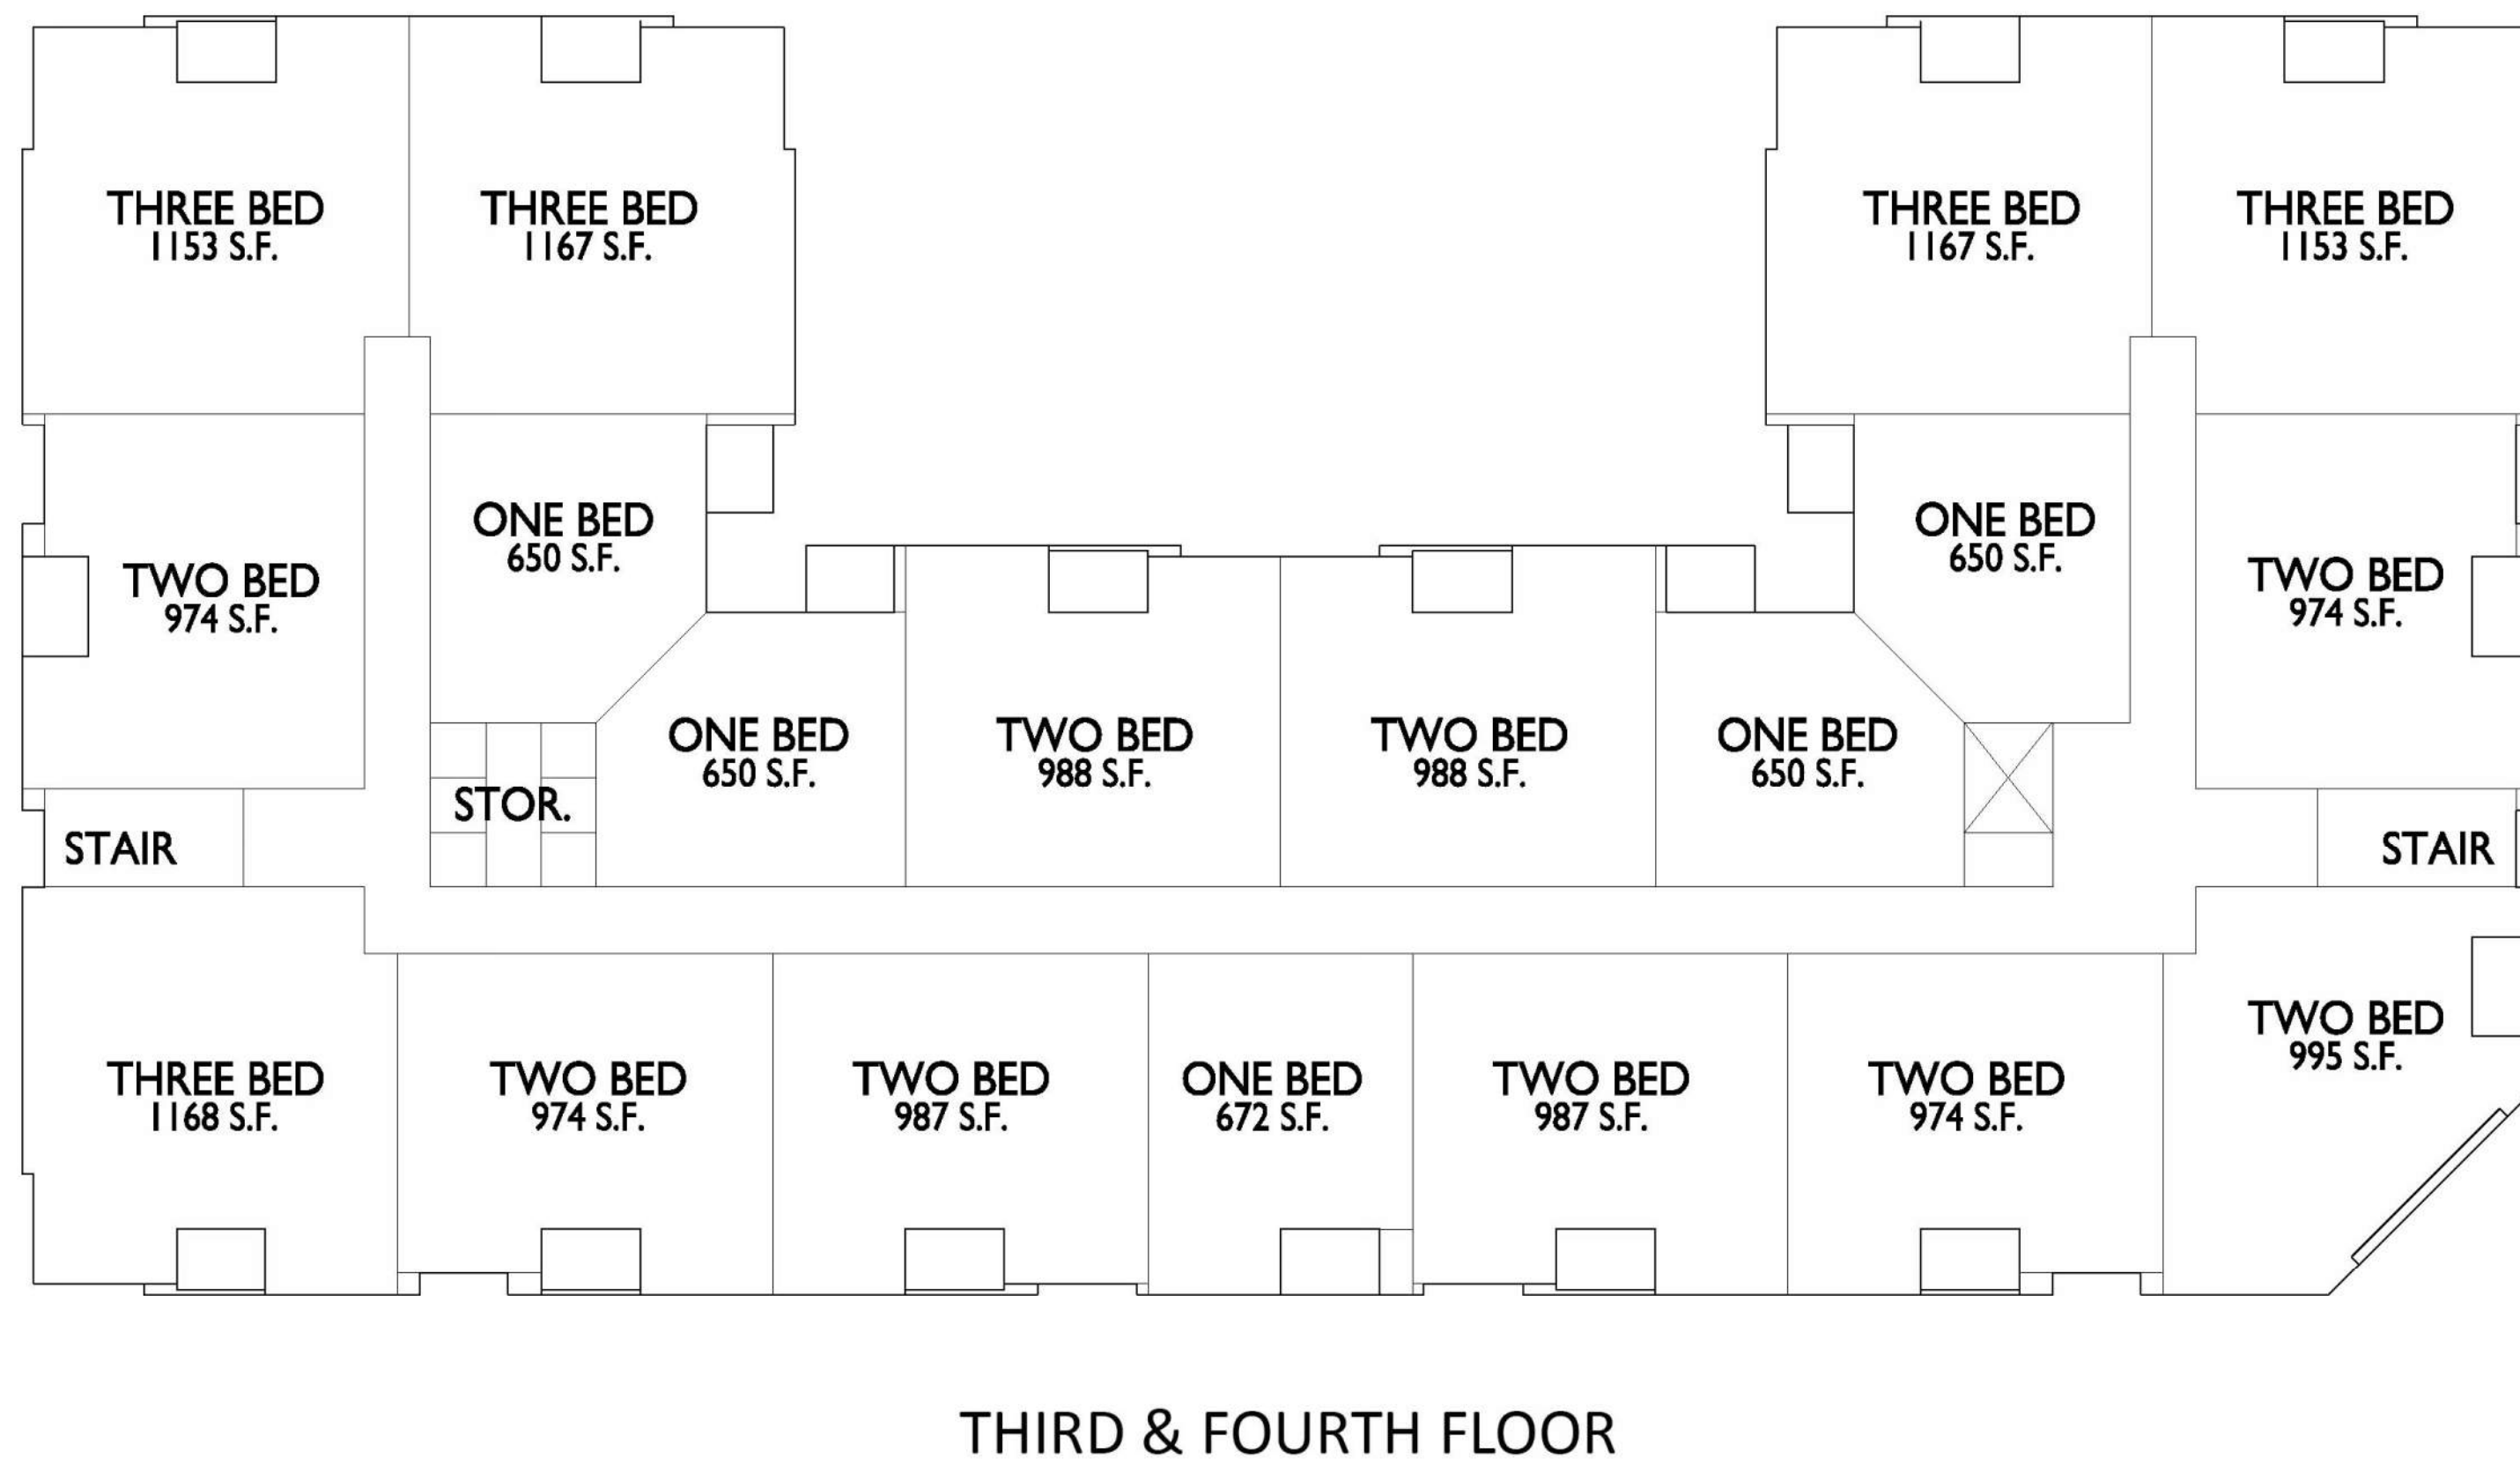 THREE BED
1153 S.F.
THREE BED
1167 S.F.
THREE BED
1167 S.F.
THREE BED
1153 S.F.
ONE BED
650 S.F.
ONE BED
650 S.F.
TWO BED
974 S.F.
TWO BED
974 S.F.
ONE BED
650 S.F.
TWO BED
988 S.F.
TWO BED
988 S.F.
ONE BED
650 S.F.
STOR.
STAIR
STAIR
TWO BED
995 S.F.
THREE BED
1168 S.F.
TWO BED
974 S.F.
TWO BED
987 S.F.
ONE BED
672 S.F.
TWO BED
987 S.F.
TWO BED
974 S.F.
THIRD & FOURTH FLOOR